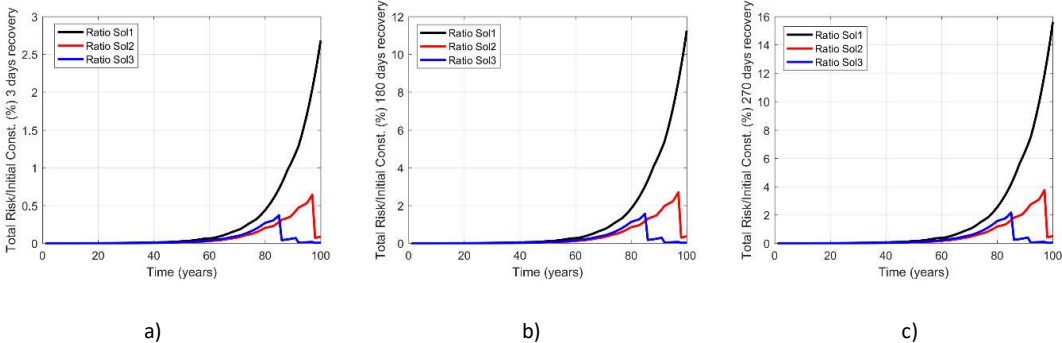 Total Risk/Initial Const. (%) 3 days recovery
3
2.5
2
1.5
1
0.5
0
0
20
40
60
80
100
Time (years)
Ratio Sol1
Ratio Sol2
Ratio Sol3
a)
Total Risk/Initial Const. (%) 180 days recovery
12
10
8
6
4
2
0
0
20
40
60
80
100
Time (years)
Ratio Sol1
Ratio Sol2
Ratio Sol3
b)
Total Risk/Initial Const. (%) 270 days recovery
16
14
12
10
8
6
4
2
0
0
20
40
60
80
100
Time (years)
Ratio Sol1
Ratio Sol2
Ratio Sol3
c)